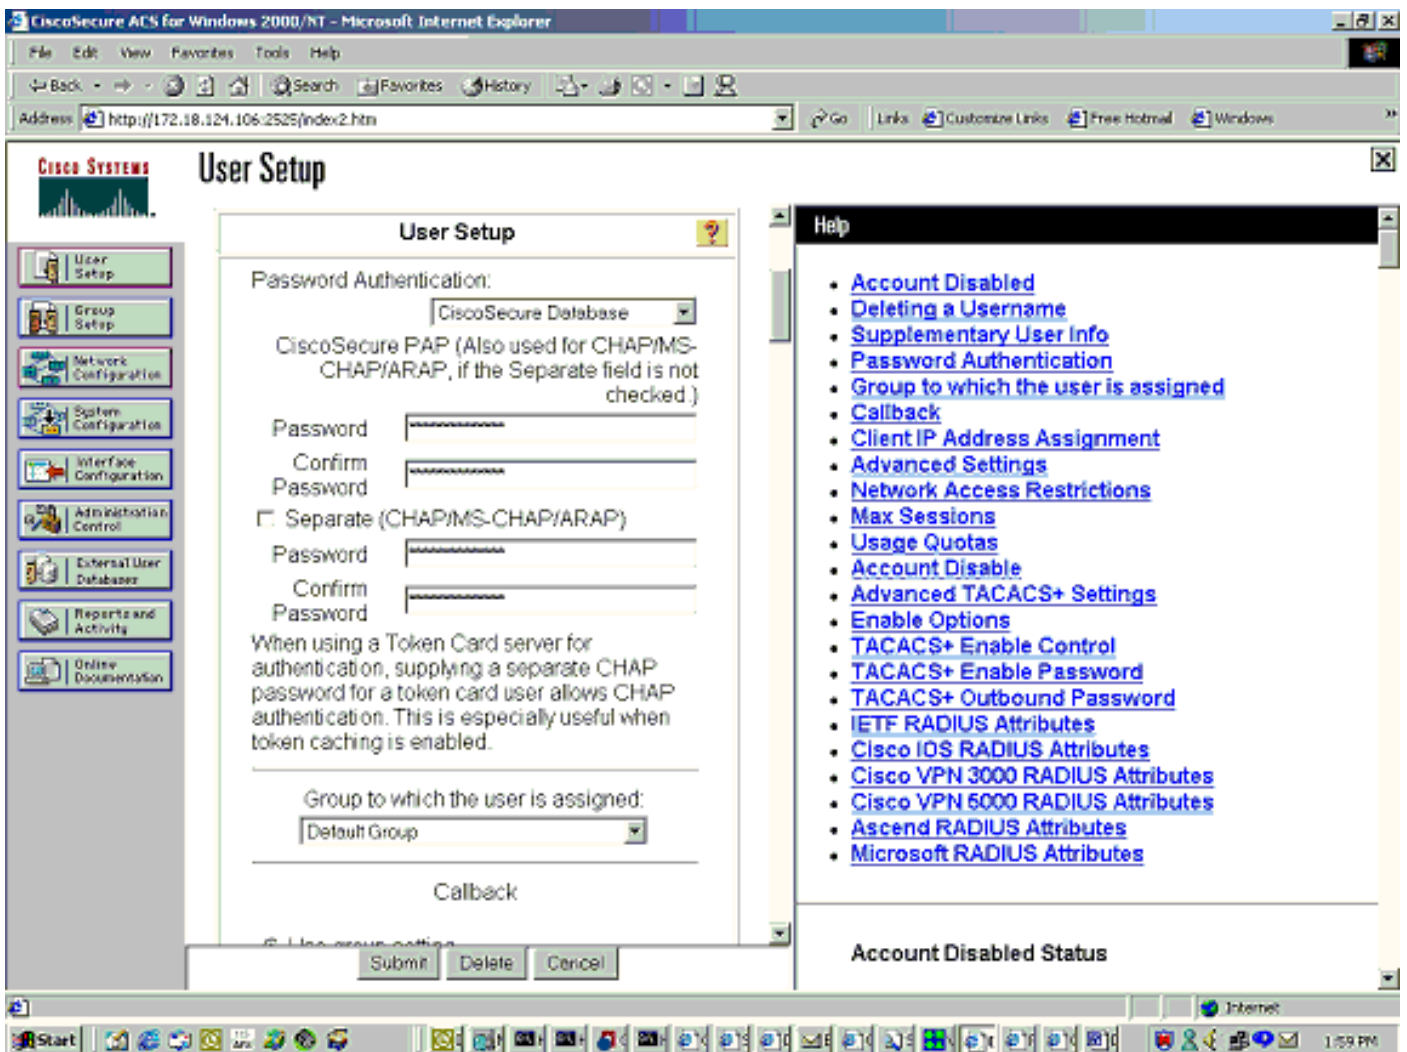 CiscoSecure ACS for Windows 2000/NT - Microsoft Internet Explorer
File Edit View Favorites Tools Help
Back Search Favorites History
Address http://172.18.124.106:2525/index2.htm Go Links Customize Links Free Hotmail Windows
CISCO SYSTEMS
User Setup
User Setup
Group Setup
Network Configuration
System Configuration
Interface Configuration
Administration Control
External User Databases
Reports and Activity
Online Documentation
User Setup
Password Authentication:
CiscoSecure Database
CiscoSecure PAP (Also used for CHAP/MS-
CHAP/ARAP, if the Separate field is not
checked.)
Password
Confirm
Password
Separate (CHAP/MS-CHAP/ARAP)
Password
Confirm
Password
When using a Token Card server for
authentication, supplying a separate CHAP
password for a token card user allows CHAP
authentication. This is especially useful when
token caching is enabled.
Group to which the user is assigned:
Default Group
Callback
Use group setting
Submit Delete Cancel
Help
Account Disabled
Deleting a Username
Supplementary User Info
Password Authentication
Group to which the user is assigned
Callback
Client IP Address Assignment
Advanced Settings
Network Access Restrictions
Max Sessions
Usage Quotas
Account Disable
Advanced TACACS+ Settings
Enable Options
TACACS+ Enable Control
TACACS+ Enable Password
TACACS+ Outbound Password
IETF RADIUS Attributes
Cisco IOS RADIUS Attributes
Cisco VPN 3000 RADIUS Attributes
Cisco VPN 5000 RADIUS Attributes
Ascend RADIUS Attributes
Microsoft RADIUS Attributes
Account Disabled Status
Internet
Start 1:59 PM